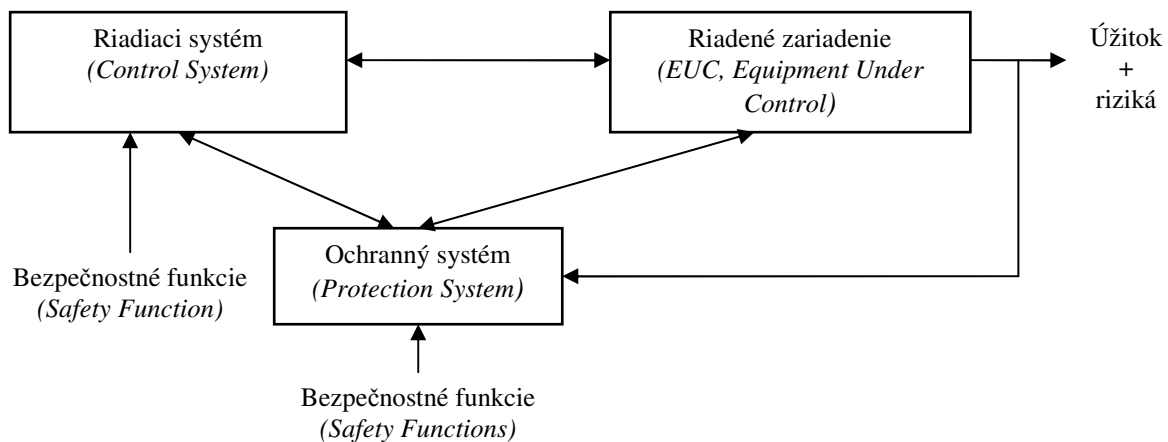 Riadiaci systém
(Control System)
Riadené zariadenie
(EUC, Equipment Under
Control)
Úžitok
+
riziká
Ochranný systém
(Protection System)
Bezpečnostné funkcie
(Safety Function)
Bezpečnostné funkcie
(Safety Functions)